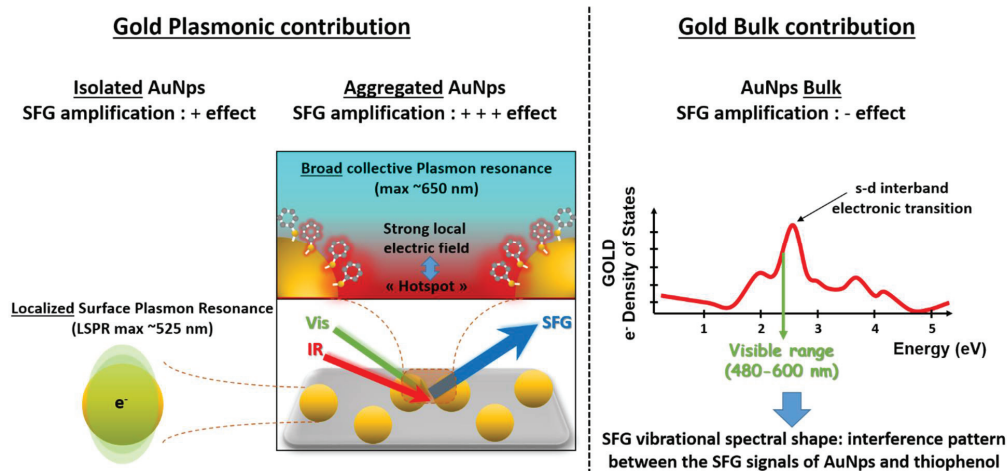 Gold Plasmonic contribution
Isolated AuNps
SFG amplification : + effect
Aggregated AuNps
SFG amplification : + + + effect
Broad collective Plasmon resonance
(max ~650 nm)
Strong local
electric field
« Hotspot »
Localized Surface Plasmon Resonance
(LSPR max ~525 nm)
e-
Vis
IR
SFG
Gold Bulk contribution
AuNps Bulk
SFG amplification : - effect
s-d interband
electronic transition
GOLD
e- Density of States
1 2 3 4 5
Energy (eV)
Visible range
(480-600 nm)
SFG vibrational spectral shape: interference pattern
between the SFG signals of AuNps and thiophenol